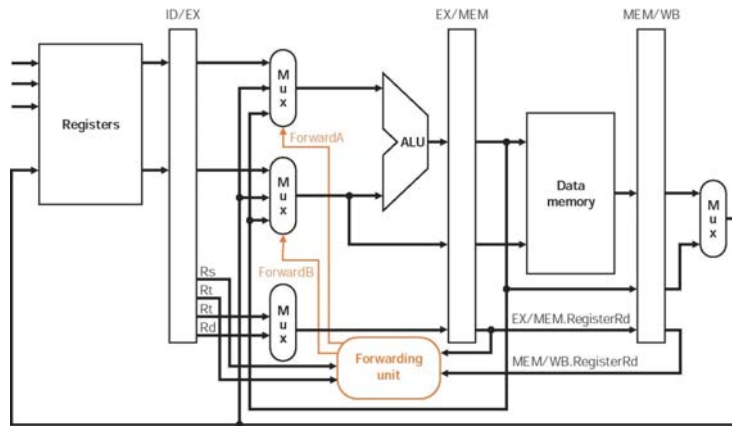 ID/EX
EX/MEM
MEM/WB
Registers
M
u
x
ForwardA
ALU
M
u
x
Data
memory
M
u
x
ForwardB
Rs
Rt
Rt
Rd
M
u
x
EX/MEM.RegisterRd
Forwarding
unit
MEM/WB.RegisterRd